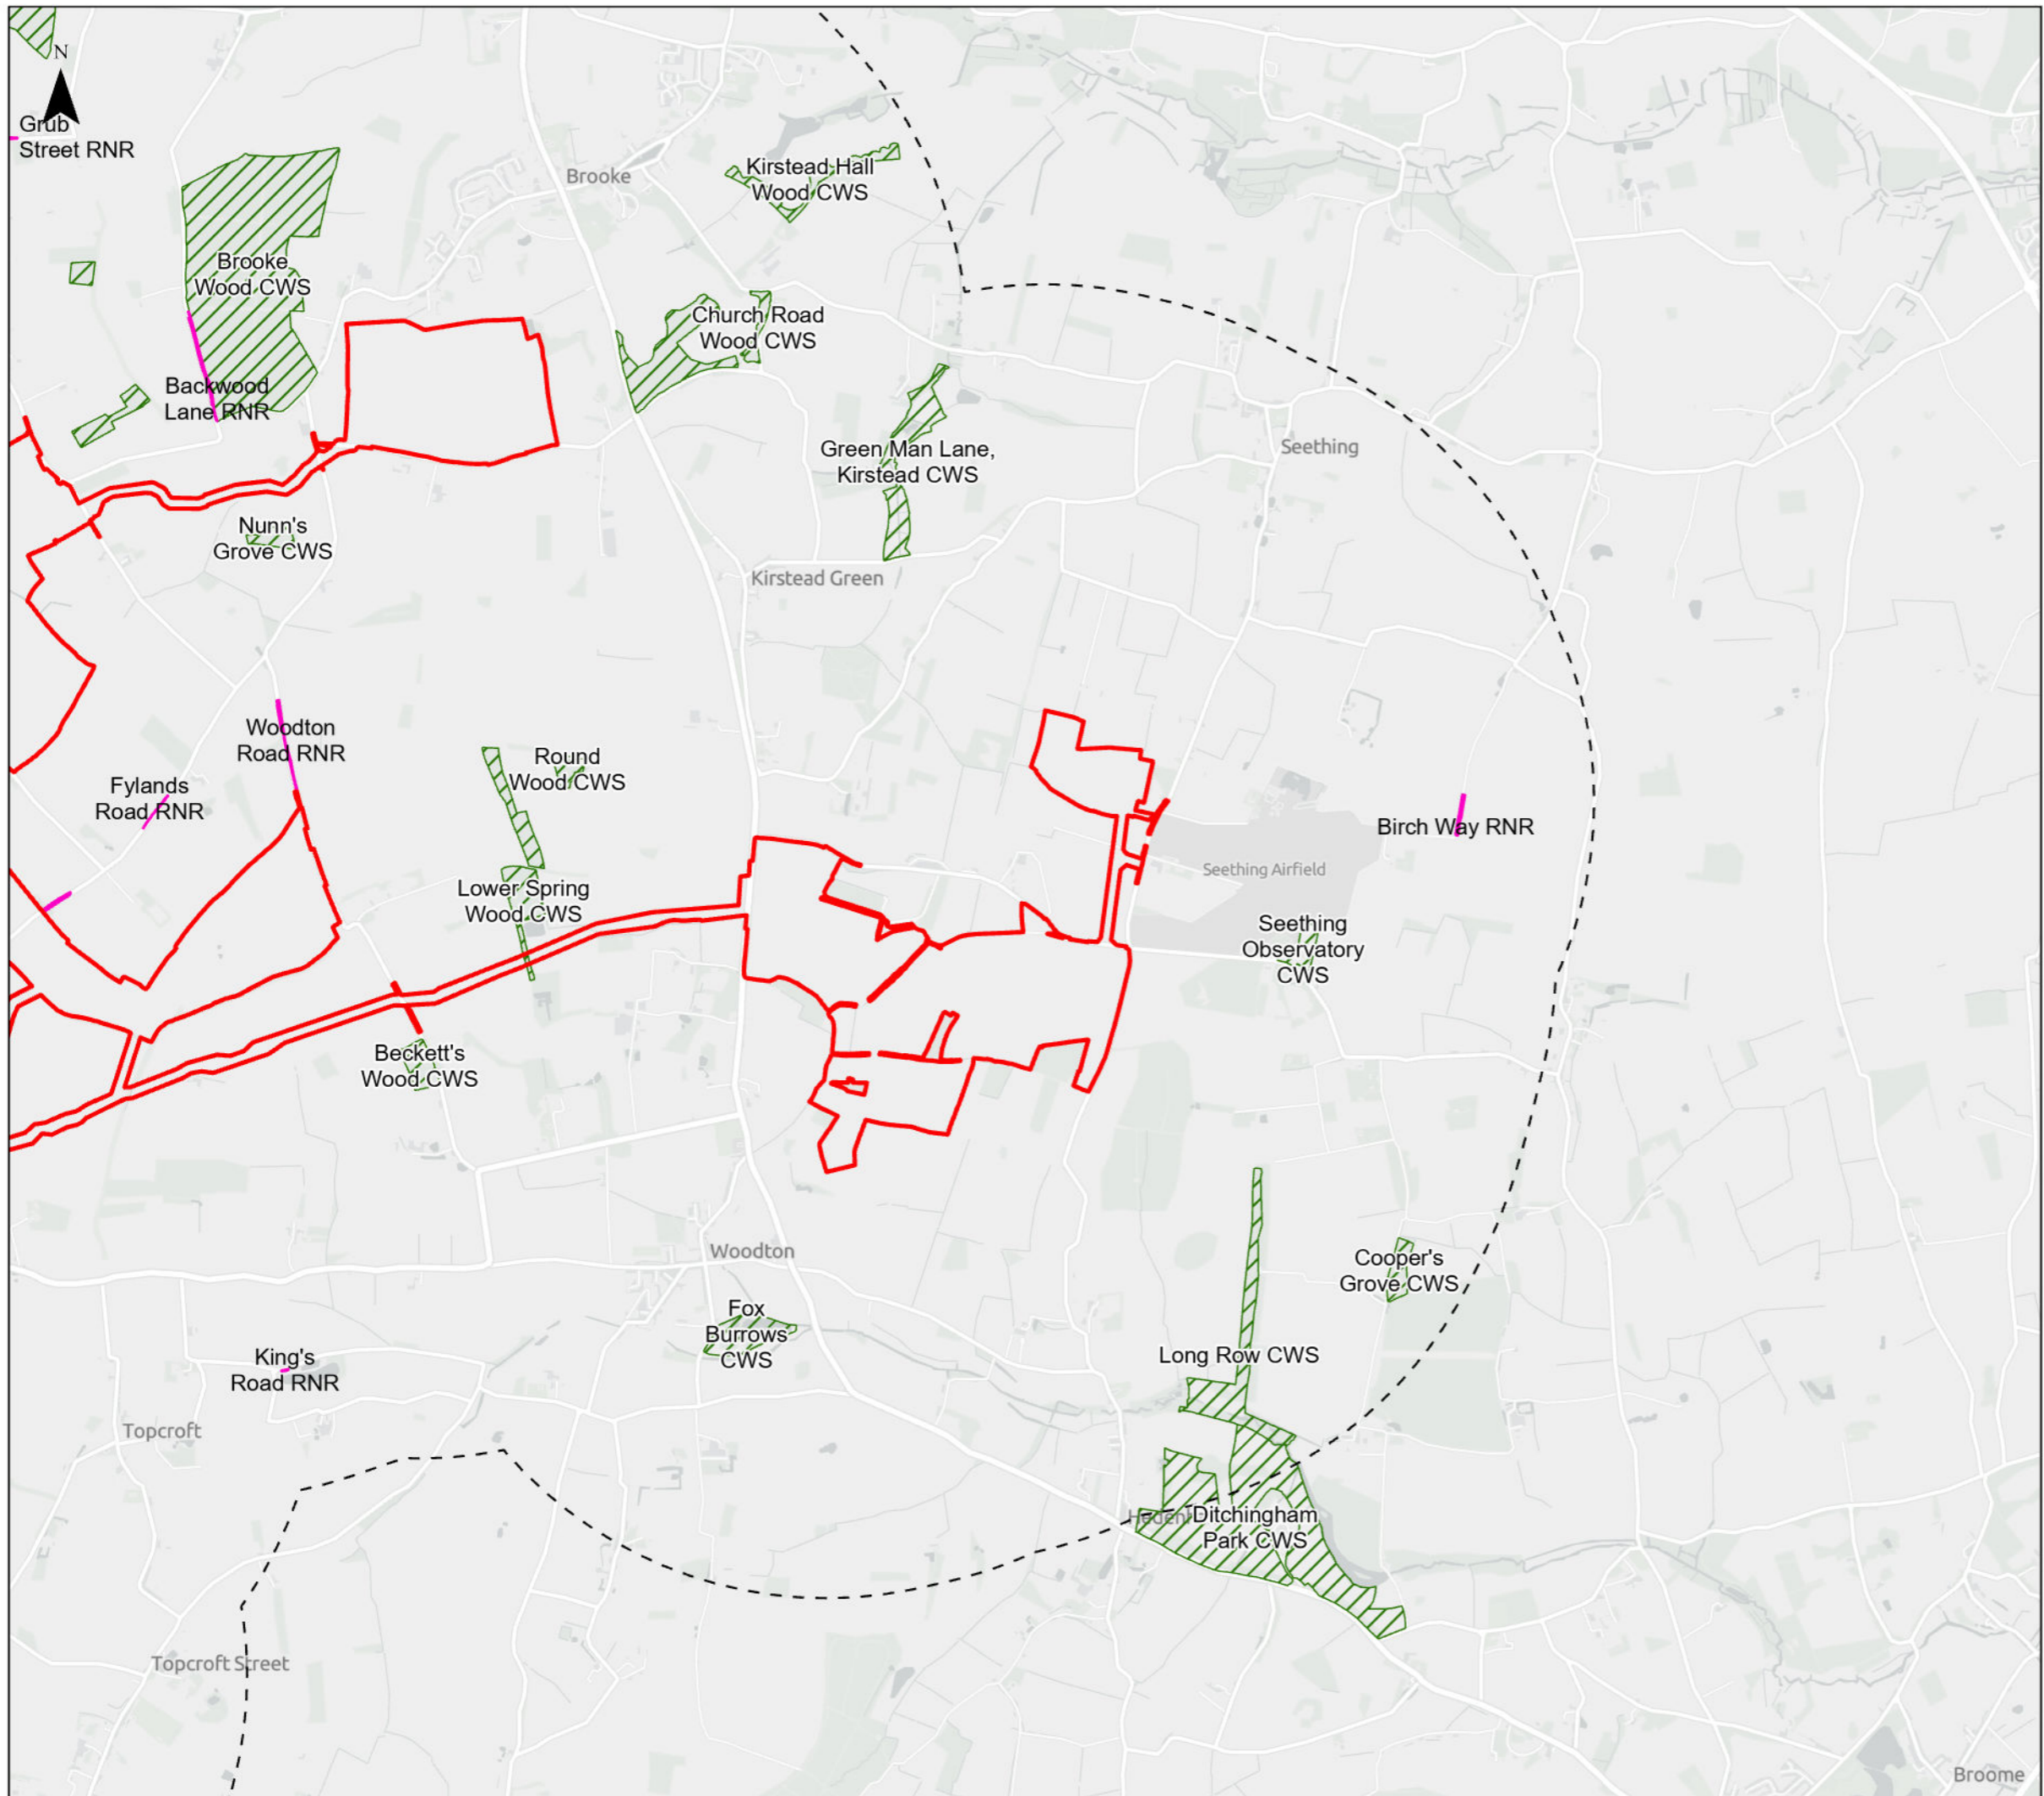 N
Grub
Street RNR
Brooke
Kirstead Hall
Wood CWS
Brooke
Wood CWS
Church Road
Wood CWS
Backwood
Lane RNR
Green Man Lane,
Kirstead CWS
Seething
Nunn's
Grove CWS
Kirstead Green
Woodton
Road RNR
Round
Wood CWS
Fylands
Road RNR
Birch Way RNR
Seething Airfield
Lower Spring
Wood CWS
Seething
Observatory
CWS
Beckett's
Wood CWS
Woodton
Cooper's
Grove CWS
Fox
Burrows
CWS
Long Row CWS
King's
Road RNR
Topcroft
Ditchingham
Park CWS
Topcroft Street
Broome